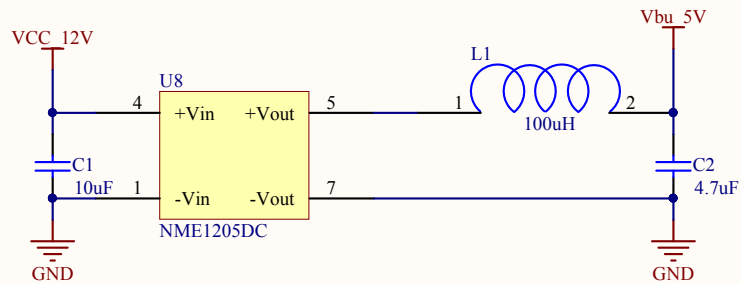 VCC_12V
Vbu_5V
U8
L1
4
+Vin
+Vout
5
1
2
100uH
C1
10uF
C2
4.7uF
1
-Vin
-Vout
7
NME1205DC
GND
GND